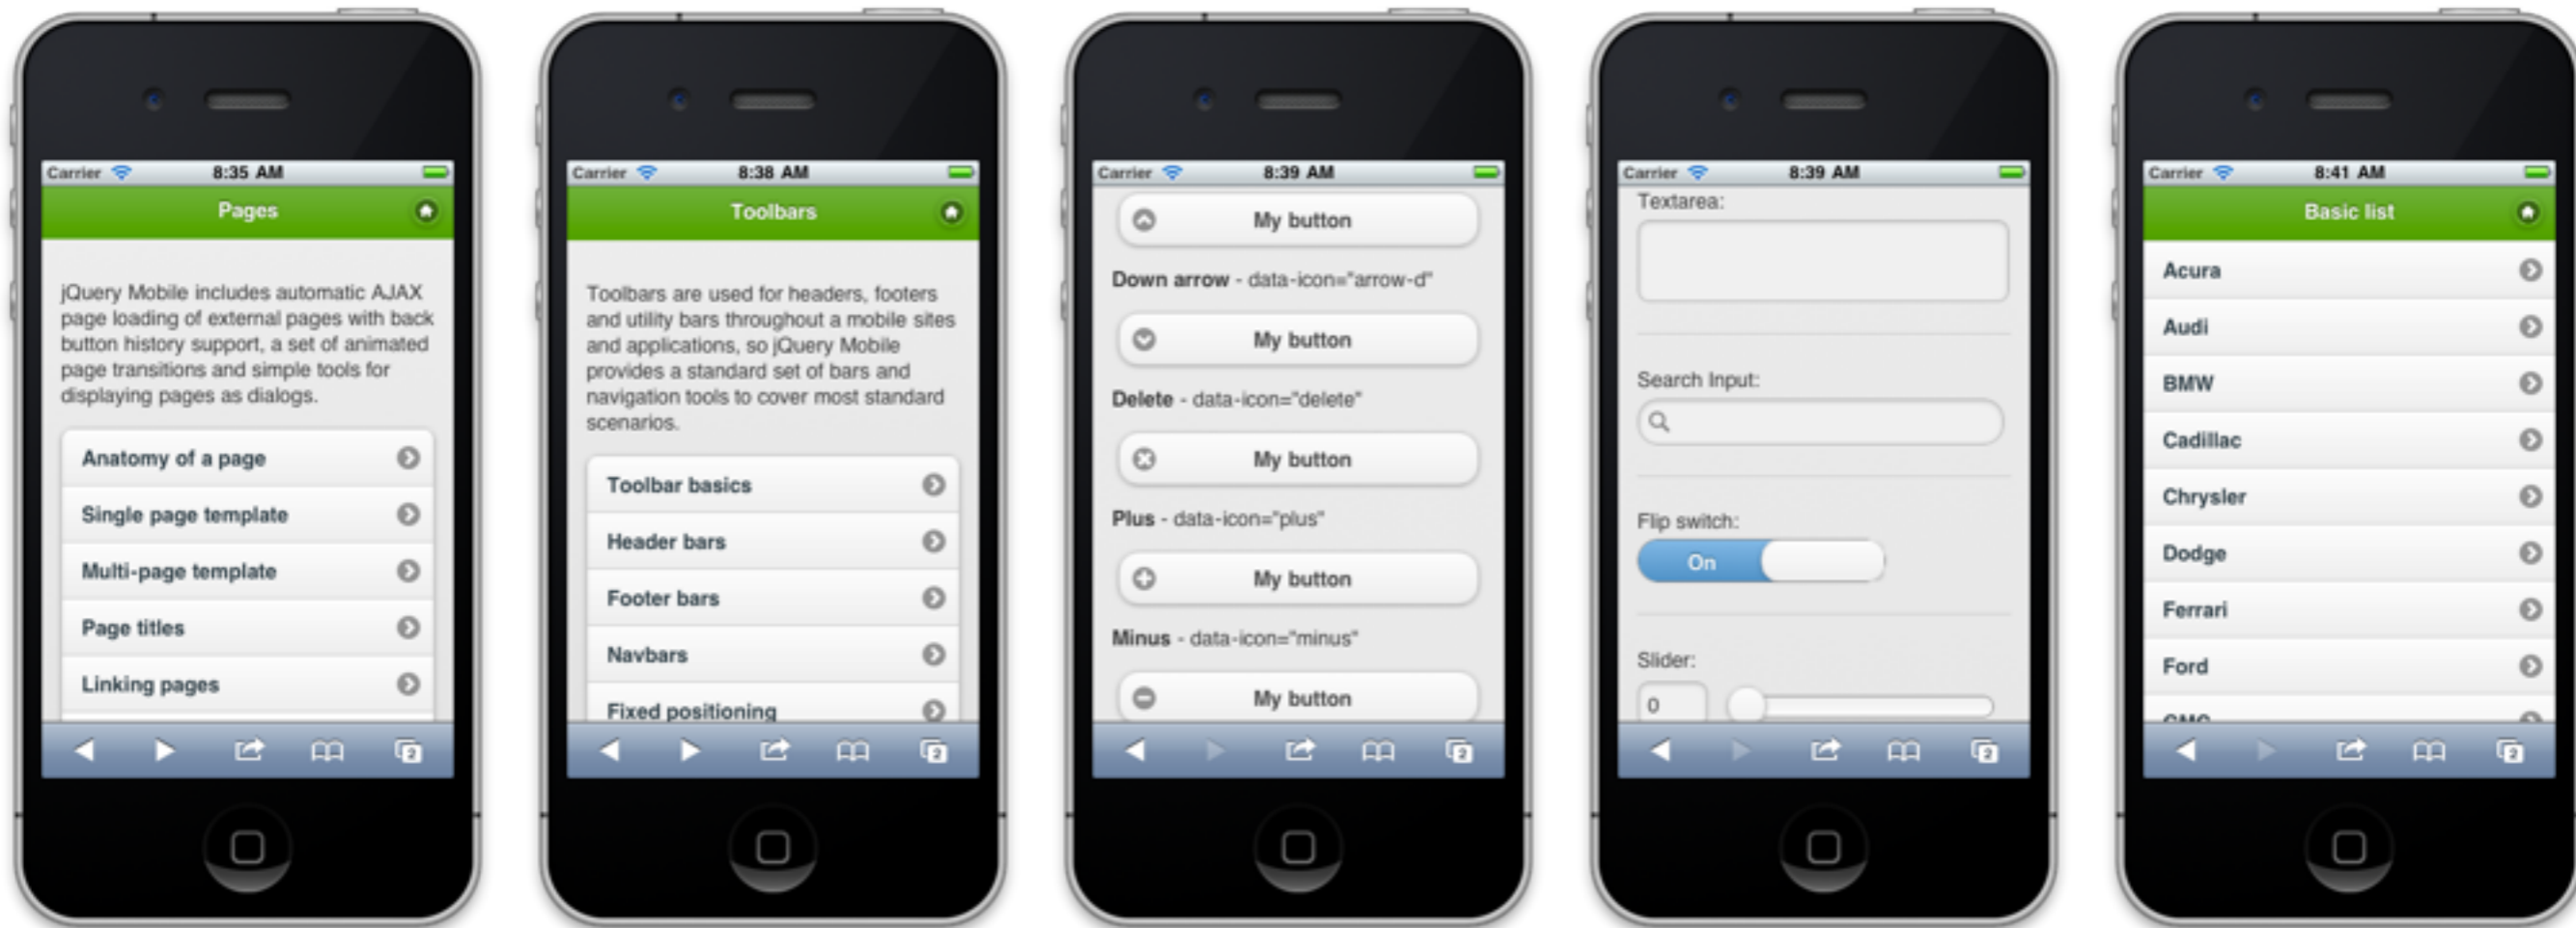 Carrier 8:35 AM
Pages
jQuery Mobile includes automatic AJAX
page loading of external pages with back
button history support, a set of animated
page transitions and simple tools for
displaying pages as dialogs.
Anatomy of a page
Single page template
Multi-page template
Page titles
Linking pages
2
Carrier 8:38 AM
Toolbars
Toolbars are used for headers, footers
and utility bars throughout a mobile sites
and applications, so jQuery Mobile
provides a standard set of bars and
navigation tools to cover most standard
scenarios.
Toolbar basics
Header bars
Footer bars
Navbars
Fixed positioning
2
Carrier 8:39 AM
My button
Down arrow - data-icon="arrow-d"
My button
Delete - data-icon="delete"
My button
Plus - data-icon="plus"
My button
Minus - data-icon="minus"
My button
2
Carrier 8:39 AM
Textarea:
Search Input:
Flip switch:
On
Slider:
0
2
Carrier 8:41 AM
Basic list
Acura
Audi
BMW
Cadillac
Chrysler
Dodge
Ferrari
Ford
GMC
2